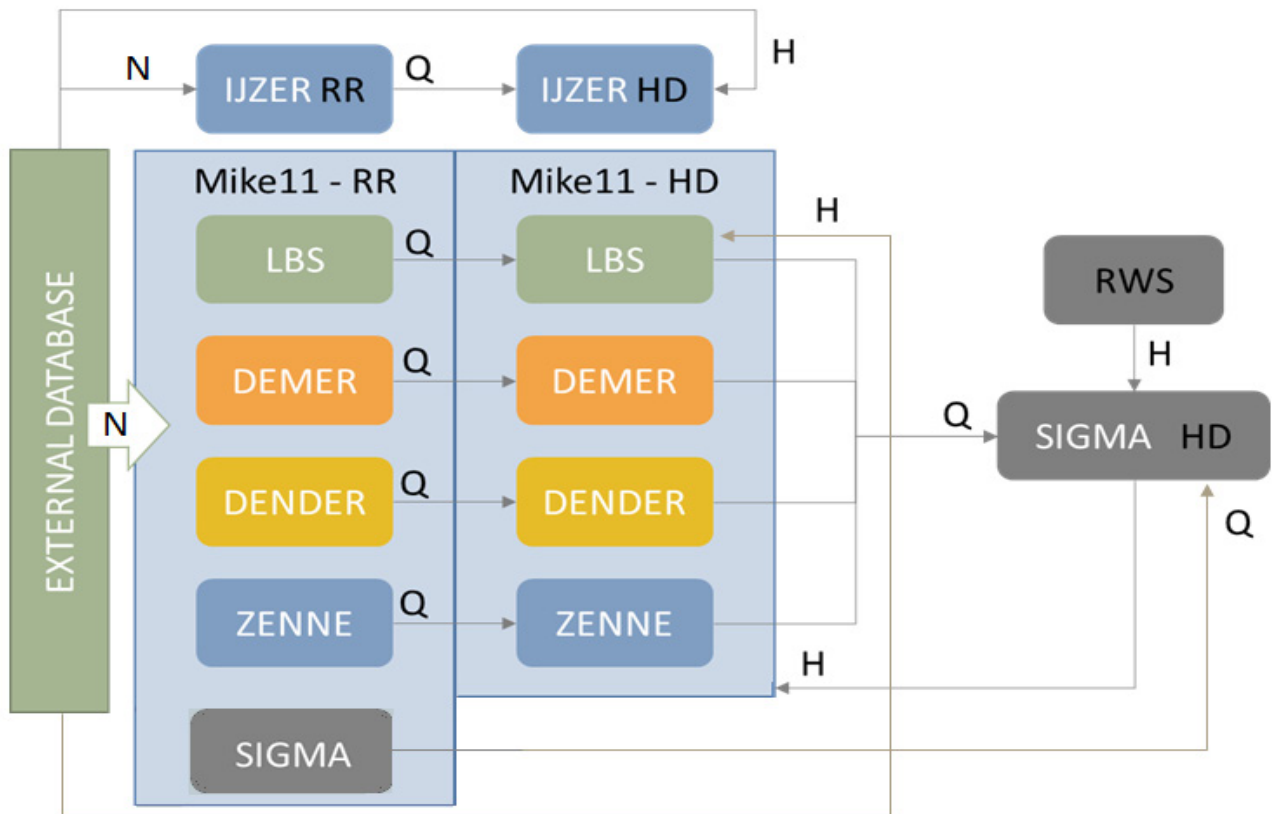 H
N
IJZER RR
Q
IJZER HD
EXTERNAL DATABASE
N
Mike11 - RR
Mike11 - HD
LBS
Q
LBS
H
DEMER
Q
DEMER
DENDER
Q
DENDER
ZENNE
Q
ZENNE
SIGMA
Q
RWS
H
SIGMA HD
Q
H